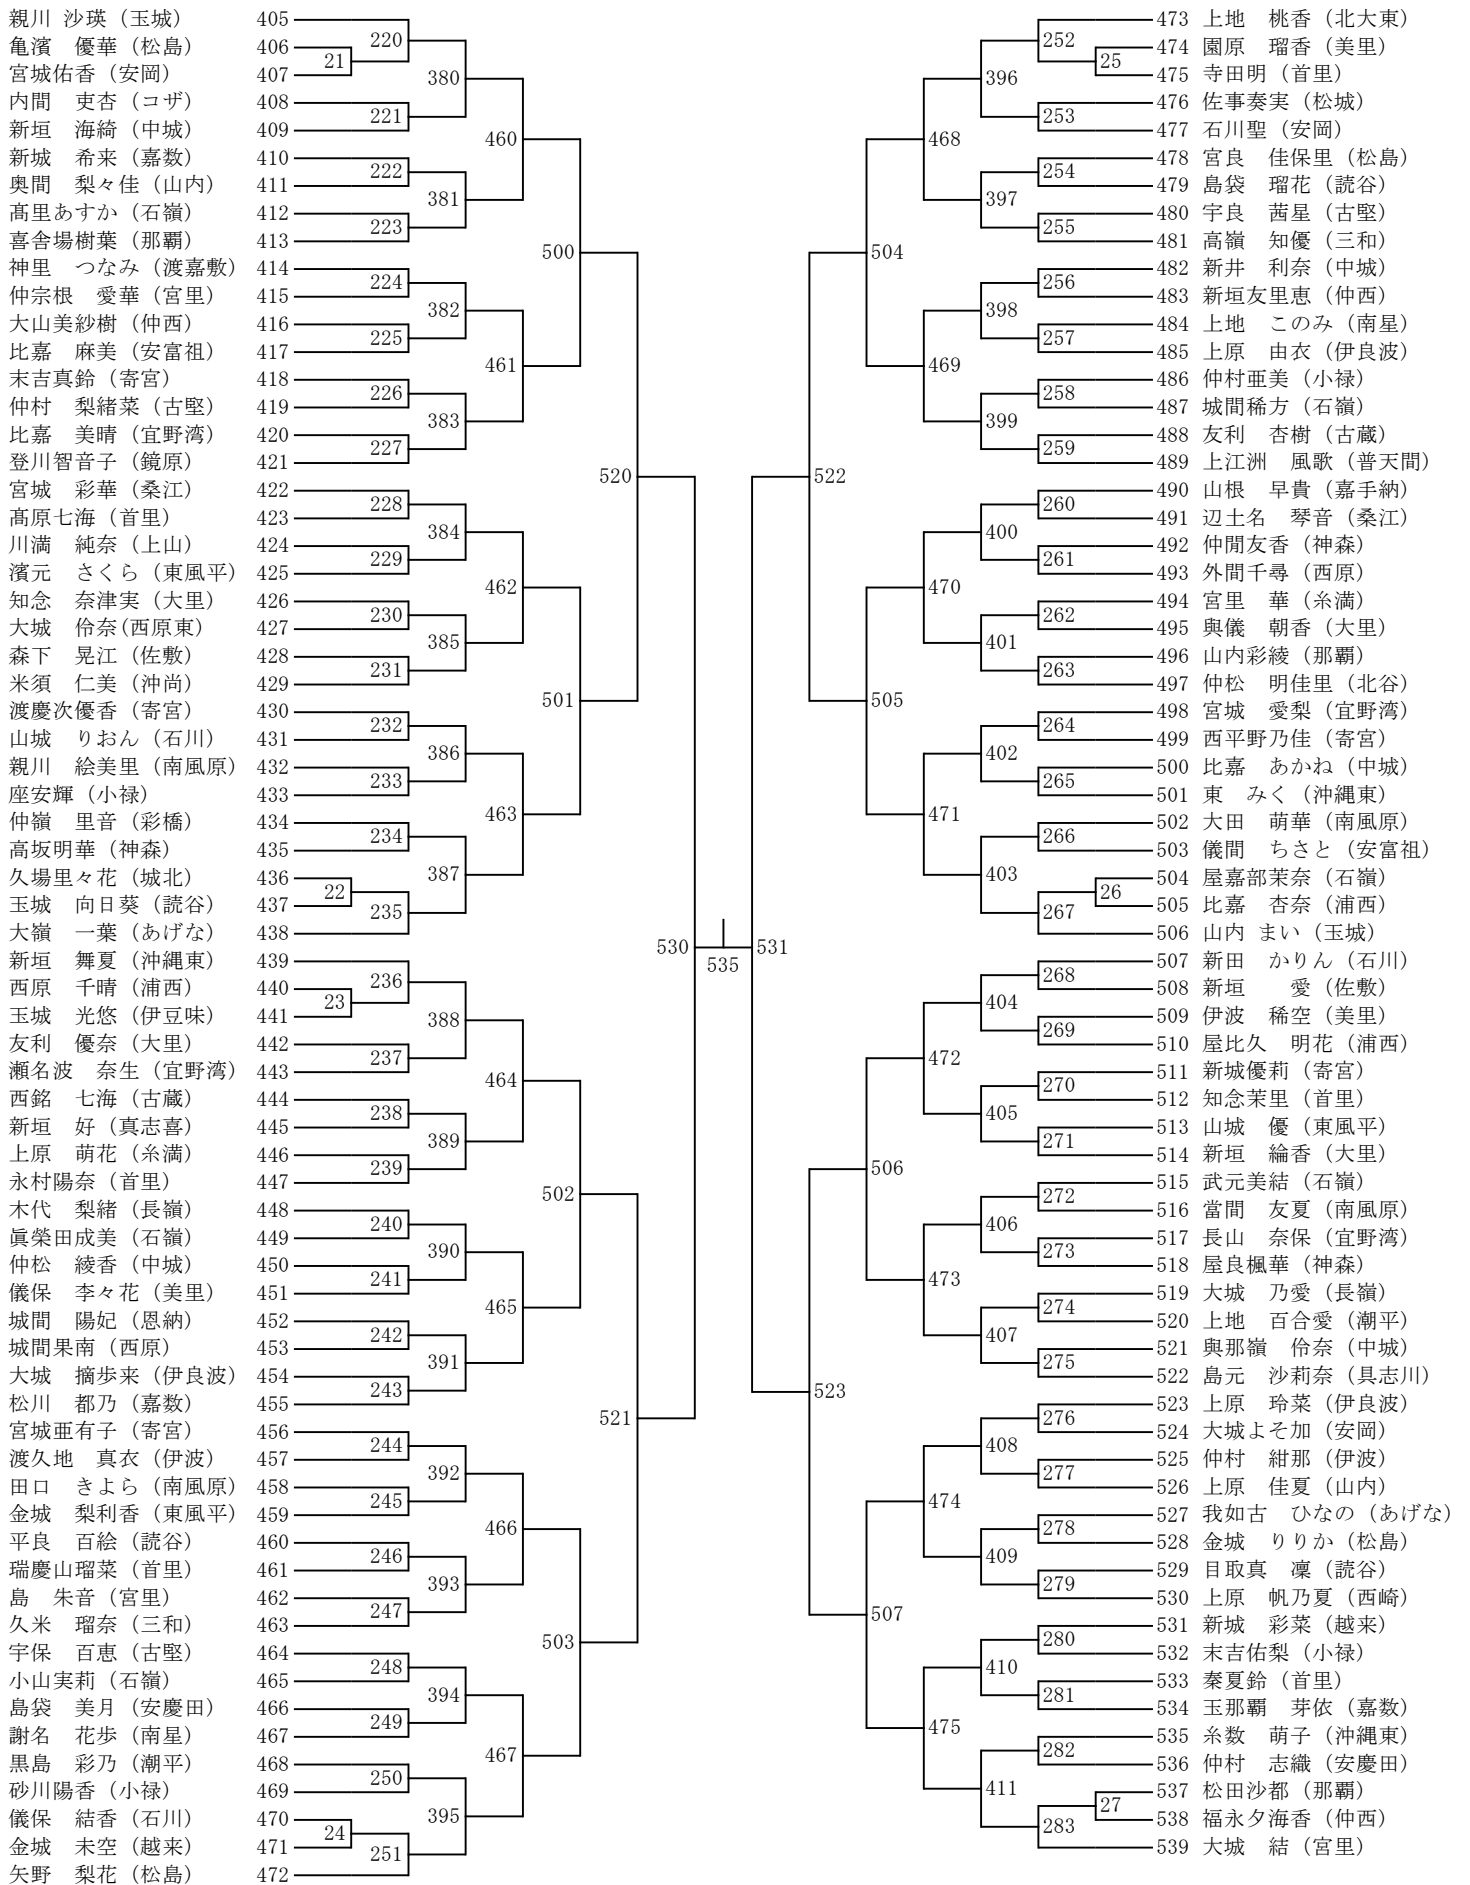 親川 沙瑛（玉城） 405
亀濱　優華（松島） 406
宮城佑香（安岡） 407
内間　吏杏（コザ） 408
新垣　海綺（中城） 409
新城　希来（嘉数） 410
奥間　梨々佳（山内） 411
髙里あすか（石嶺） 412
喜舎場樹葉（那覇） 413
神里　つなみ（渡嘉敷） 414
仲宗根　愛華（宮里） 415
大山美紗樹（仲西） 416
比嘉　麻美（安富祖） 417
末吉真鈴（寄宮） 418
仲村　梨緒菜（古堅） 419
比嘉　美晴（宜野湾） 420
登川智音子（鏡原） 421
宮城　彩華（桑江） 422
髙原七海（首里） 423
川満　純奈（上山） 424
濱元　さくら（東風平） 425
知念　奈津実（大里） 426
大城　伶奈(西原東） 427
森下　晃江（佐敷） 428
米須　仁美（沖尚） 429
渡慶次優香（寄宮） 430
山城　りおん（石川） 431
親川　絵美里（南風原） 432
座安輝（小禄） 433
仲嶺　里音（彩橋） 434
高坂明華（神森） 435
久場里々花（城北） 436
玉城　向日葵（読谷） 437
大嶺　一葉（あげな） 438
新垣　舞夏（沖縄東） 439
西原　千晴（浦西） 440
玉城　光悠（伊豆味） 441
友利　優奈（大里） 442
瀬名波　奈生（宜野湾） 443
西銘　七海（古蔵） 444
新垣　好（真志喜） 445
上原　萌花（糸満） 446
永村陽奈（首里） 447
木代　梨緒（長嶺） 448
眞榮田成美（石嶺） 449
仲松　綾香（中城） 450
儀保　李々花（美里） 451
城間　陽妃（恩納） 452
城間果南（西原） 453
大城　摘歩来（伊良波） 454
松川　都乃（嘉数） 455
宮城亜有子（寄宮） 456
渡久地　真衣（伊波） 457
田口　きよら（南風原） 458
金城　梨利香（東風平） 459
平良　百絵（読谷） 460
瑞慶山瑠菜（首里） 461
島　朱音（宮里） 462
久米　瑠奈（三和） 463
宇保　百恵（古堅） 464
小山実莉（石嶺） 465
島袋　美月（安慶田） 466
謝名　花歩（南星） 467
黒島　彩乃（潮平） 468
砂川陽香（小禄） 469
儀保　結香（石川） 470
金城　未空（越来） 471
矢野　梨花（松島） 472
21
22
23
24
220
221
222
223
224
225
226
227
228
229
230
231
232
233
234
235
236
237
238
239
240
241
242
243
244
245
246
247
248
249
250
251
380
381
382
383
384
385
386
387
388
389
390
391
392
393
394
395
460
461
462
463
464
465
466
467
500
501
502
503
520
521
530
535
531
522
523
504
505
506
507
468
469
470
471
472
473
474
475
396
397
398
399
400
401
402
403
404
405
406
407
408
409
410
411
252
253
254
255
256
257
258
259
260
261
262
263
264
265
266
267
268
269
270
271
272
273
274
275
276
277
278
279
280
281
282
283
25
26
27
473 上地　桃香（北大東）
474 園原　瑠香（美里）
475 寺田明（首里）
476 佐事奏実（松城）
477 石川聖（安岡）
478 宮良　佳保里（松島）
479 島袋　瑠花（読谷）
480 宇良　茜星（古堅）
481 高嶺　知優（三和）
482 新井　利奈（中城）
483 新垣友里恵（仲西）
484 上地　このみ（南星）
485 上原　由衣（伊良波）
486 仲村亜美（小禄）
487 城間稀方（石嶺）
488 友利　杏樹（古蔵）
489 上江洲　風歌（普天間）
490 山根　早貴（嘉手納）
491 辺土名　琴音（桑江）
492 仲間友香（神森）
493 外間千尋（西原）
494 宮里　華（糸満）
495 與儀　朝香（大里）
496 山内彩綾（那覇）
497 仲松　明佳里（北谷）
498 宮城　愛梨（宜野湾）
499 西平野乃佳（寄宮）
500 比嘉　あかね（中城）
501 東　みく（沖縄東）
502 大田　萌華（南風原）
503 儀間　ちさと（安富祖）
504 屋嘉部茉奈（石嶺）
505 比嘉　杏奈（浦西）
506 山内 まい（玉城）
507 新田　かりん（石川）
508 新垣　　愛（佐敷）
509 伊波　稀空（美里）
510 屋比久　明花（浦西）
511 新城優莉（寄宮）
512 知念茉里（首里）
513 山城　優（東風平）
514 新垣　綸香（大里）
515 武元美結（石嶺）
516 當間　友夏（南風原）
517 長山　奈保（宜野湾）
518 屋良楓華（神森）
519 大城　乃愛（長嶺）
520 上地　百合愛（潮平）
521 與那嶺　伶奈（中城）
522 島元　沙莉奈（具志川）
523 上原　玲菜（伊良波）
524 大城よそ加（安岡）
525 仲村　紺那（伊波）
526 上原　佳夏（山内）
527 我如古　ひなの（あげな）
528 金城　りりか（松島）
529 目取真　凜（読谷）
530 上原　帆乃夏（西崎）
531 新城　彩菜（越来）
532 末吉佑梨（小禄）
533 秦夏鈴（首里）
534 玉那覇　芽依（嘉数）
535 糸数　萌子（沖縄東）
536 仲村　志織（安慶田）
537 松田沙都（那覇）
538 福永夕海香（仲西）
539 大城　結（宮里）